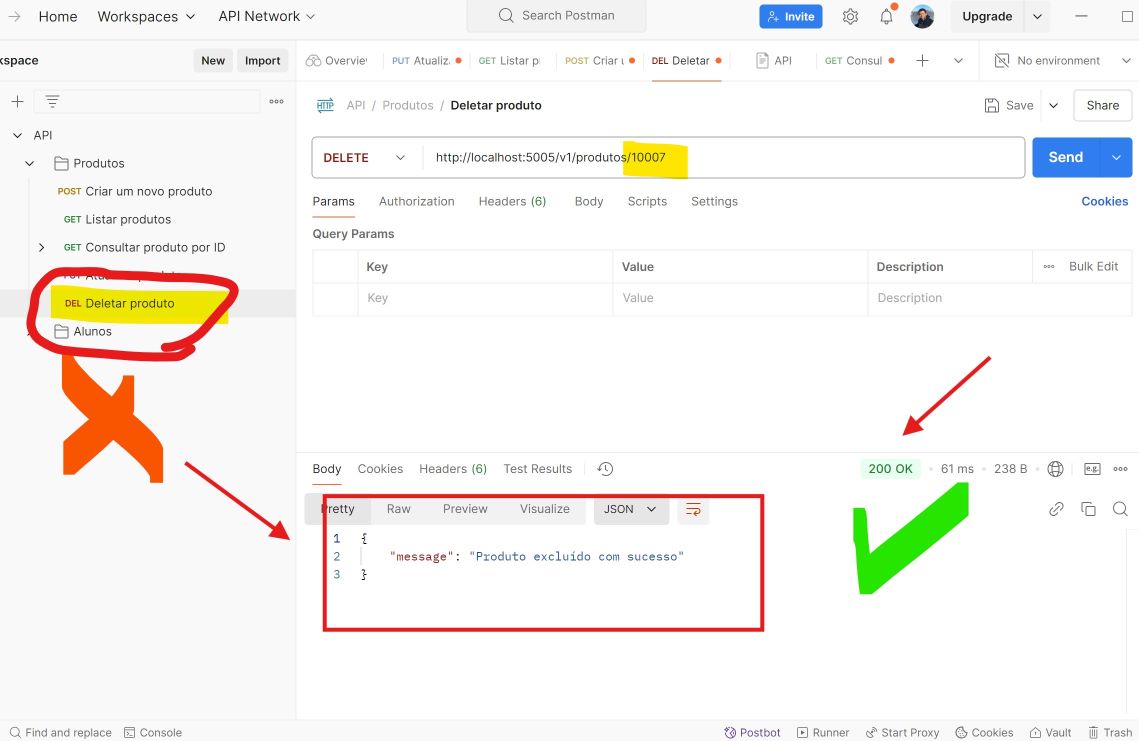 Home Workspaces API Network Search Postman Invite Upgrade
kspace New Import Overvie PUT Atualiz GET Listar p POST Criar u DEL Deletar API GET Consul No environment
API / Produtos / Deletar produto Save Share
API
DELETE http://localhost:5005/v1/produtos/10007 Send
Produtos
POST Criar um novo produto
GET Listar produtos
GET Consultar produto por ID
DEL Deletar produto
Alunos
Params Authorization Headers (6) Body Scripts Settings Cookies
Query Params
Key Value Description Bulk Edit
Key Value Description
Body Cookies Headers (6) Test Results 200 OK 61 ms 238 B e.g.
Pretty Raw Preview Visualize JSON
1 {
2 "message": "Produto excluído com sucesso"
3 }
Find and replace Console Postbot Runner Start Proxy Cookies Vault Trash